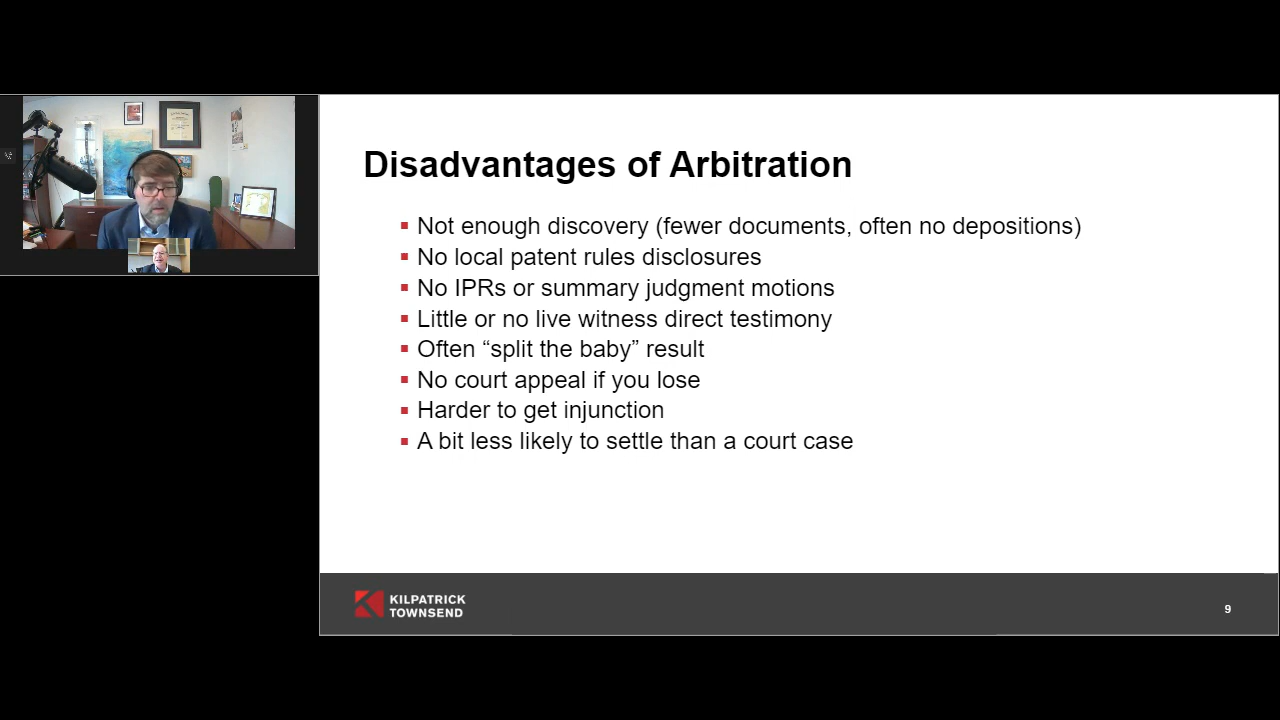 Disadvantages of Arbitration
▪ Not enough discovery (fewer documents, often no depositions)
▪ No local patent rules disclosures
▪ No IPRs or summary judgment motions
▪ Little or no live witness direct testimony
▪ Often “split the baby” result
▪ No court appeal if you lose
▪ Harder to get injunction
▪ A bit less likely to settle than a court case
KILPATRICK
TOWNSEND
9